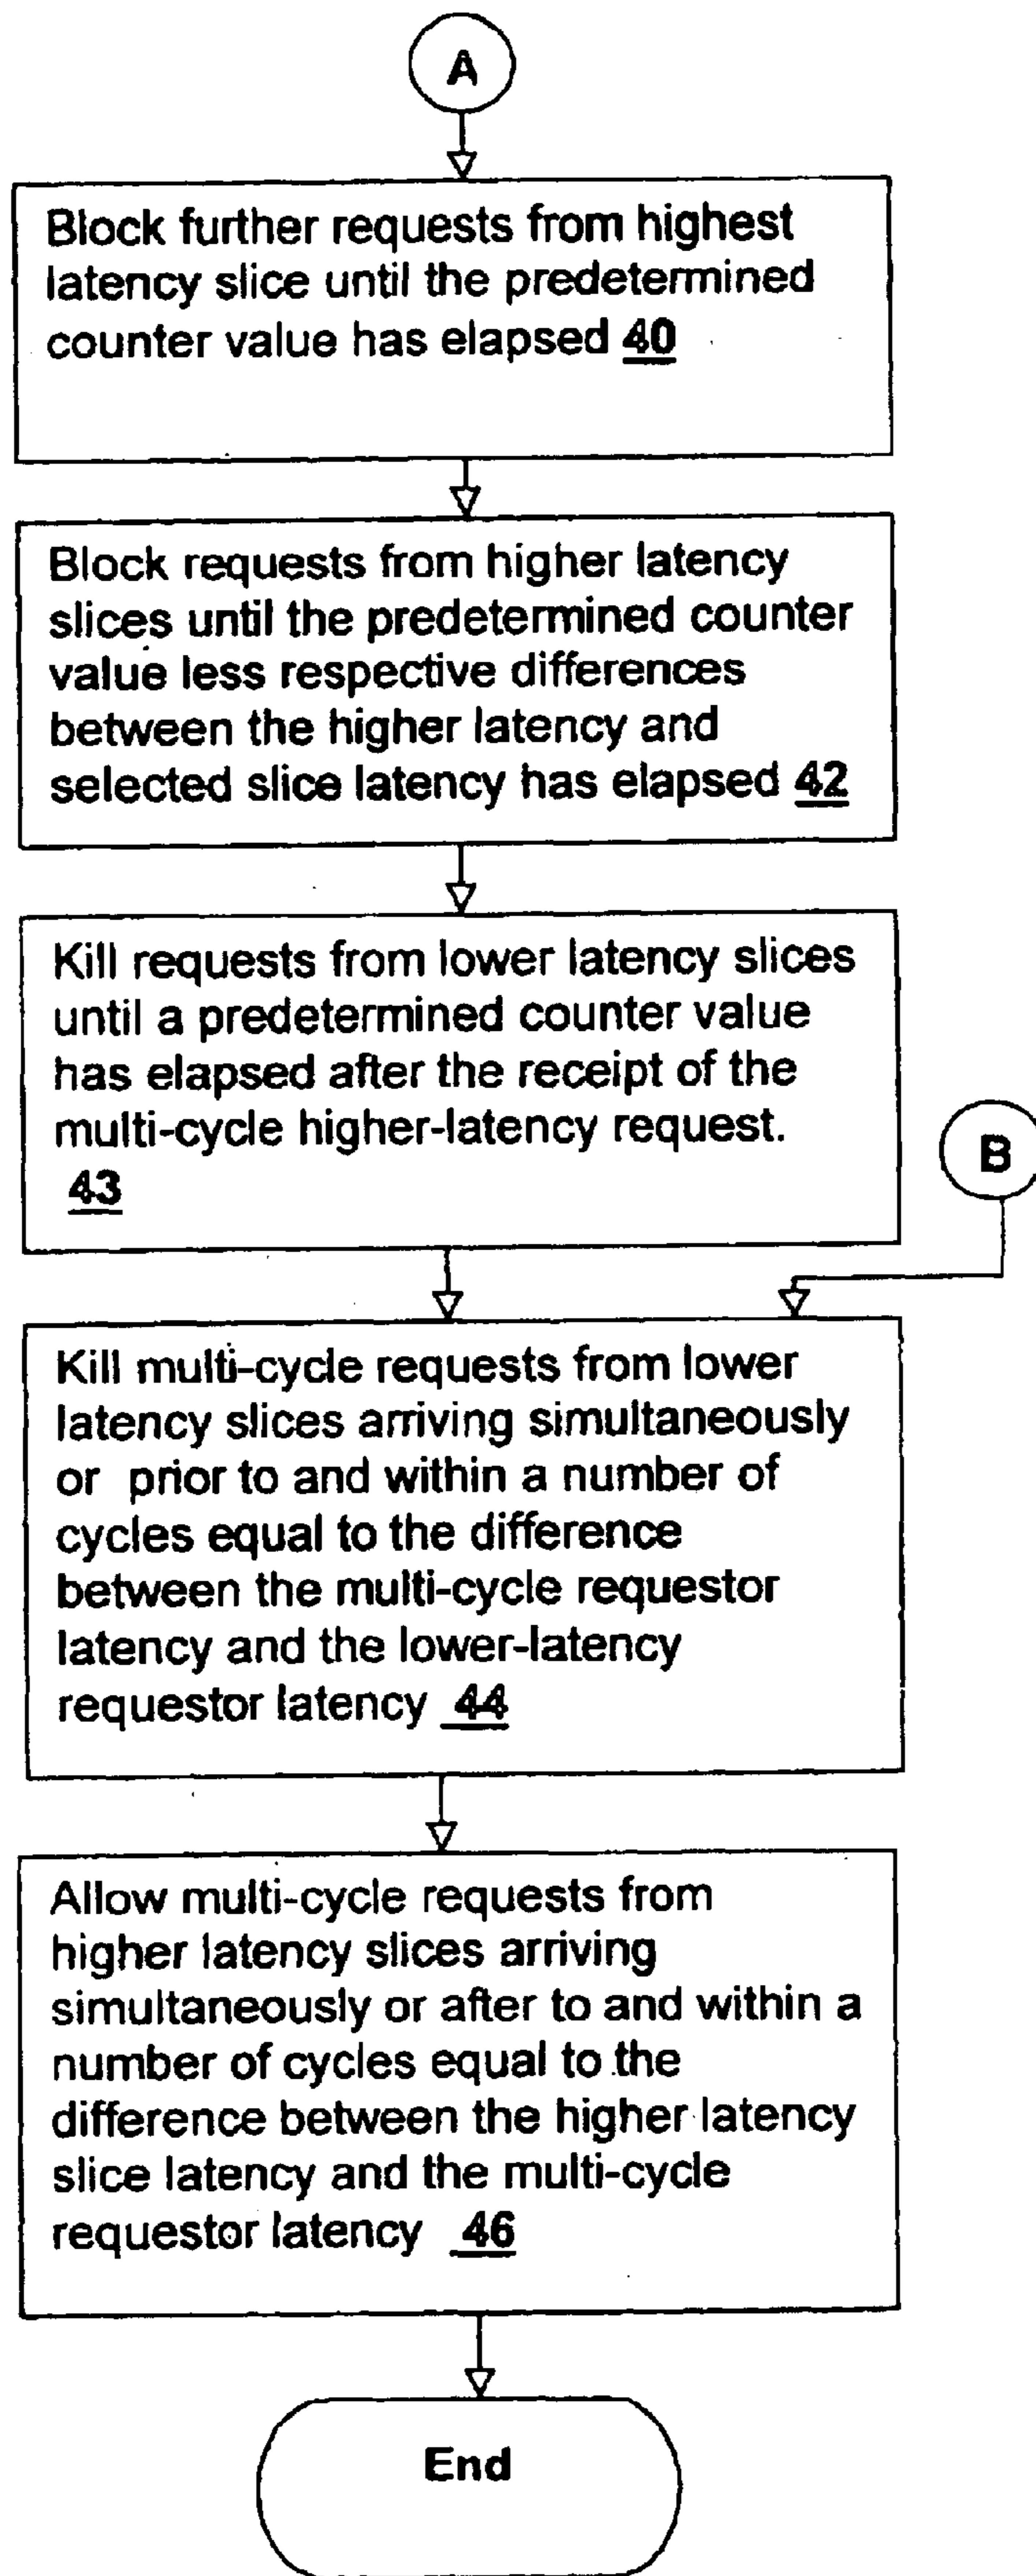 A
Block further requests from highest
latency slice until the predetermined
counter value has elapsed 40
Block requests from higher latency
slices until the predetermined counter
value less respective differences
between the higher latency and
selected slice latency has elapsed 42
Kill requests from lower latency slices
until a predetermined counter value
has elapsed after the receipt of the
multi-cycle higher-latency request.
43
B
Kill multi-cycle requests from lower
latency slices arriving simultaneously
or prior to and within a number of
cycles equal to the difference
between the multi-cycle requestor
latency and the lower-latency
requestor latency 44
Allow multi-cycle requests from
higher latency slices arriving
simultaneously or after to and within a
number of cycles equal to the
difference between the higher latency
slice latency and the multi-cycle
requestor latency 46
End